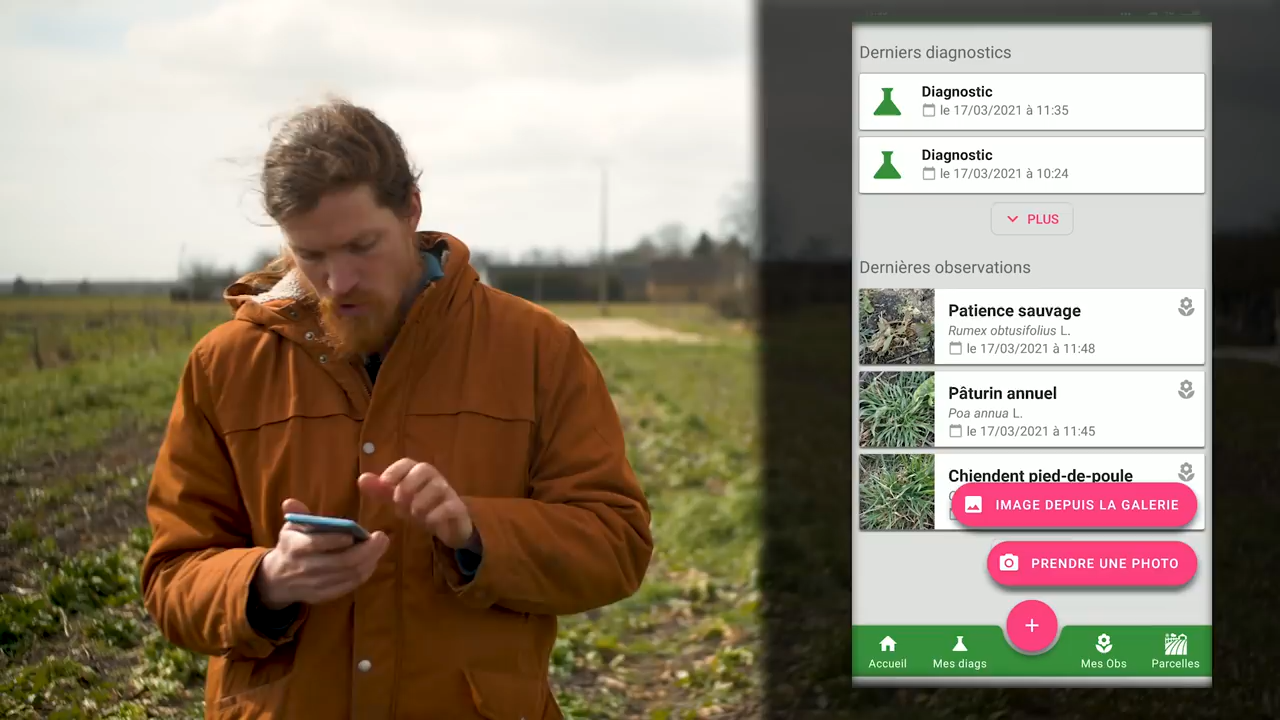 Derniers diagnostics
Diagnostic
le 17/03/2021 à 11:35
Diagnostic
le 17/03/2021 à 10:24
PLUS
Dernières observations
Patience sauvage
Rumex obtusifolius L.
le 17/03/2021 à 11:48
Pâturin annuel
Poa annua L.
le 17/03/2021 à 11:45
Chiendent pied-de-poule
IMAGE DEPUIS LA GALERIE
PRENDRE UNE PHOTO
Accueil
Mes diags
Mes Obs
Parcelles